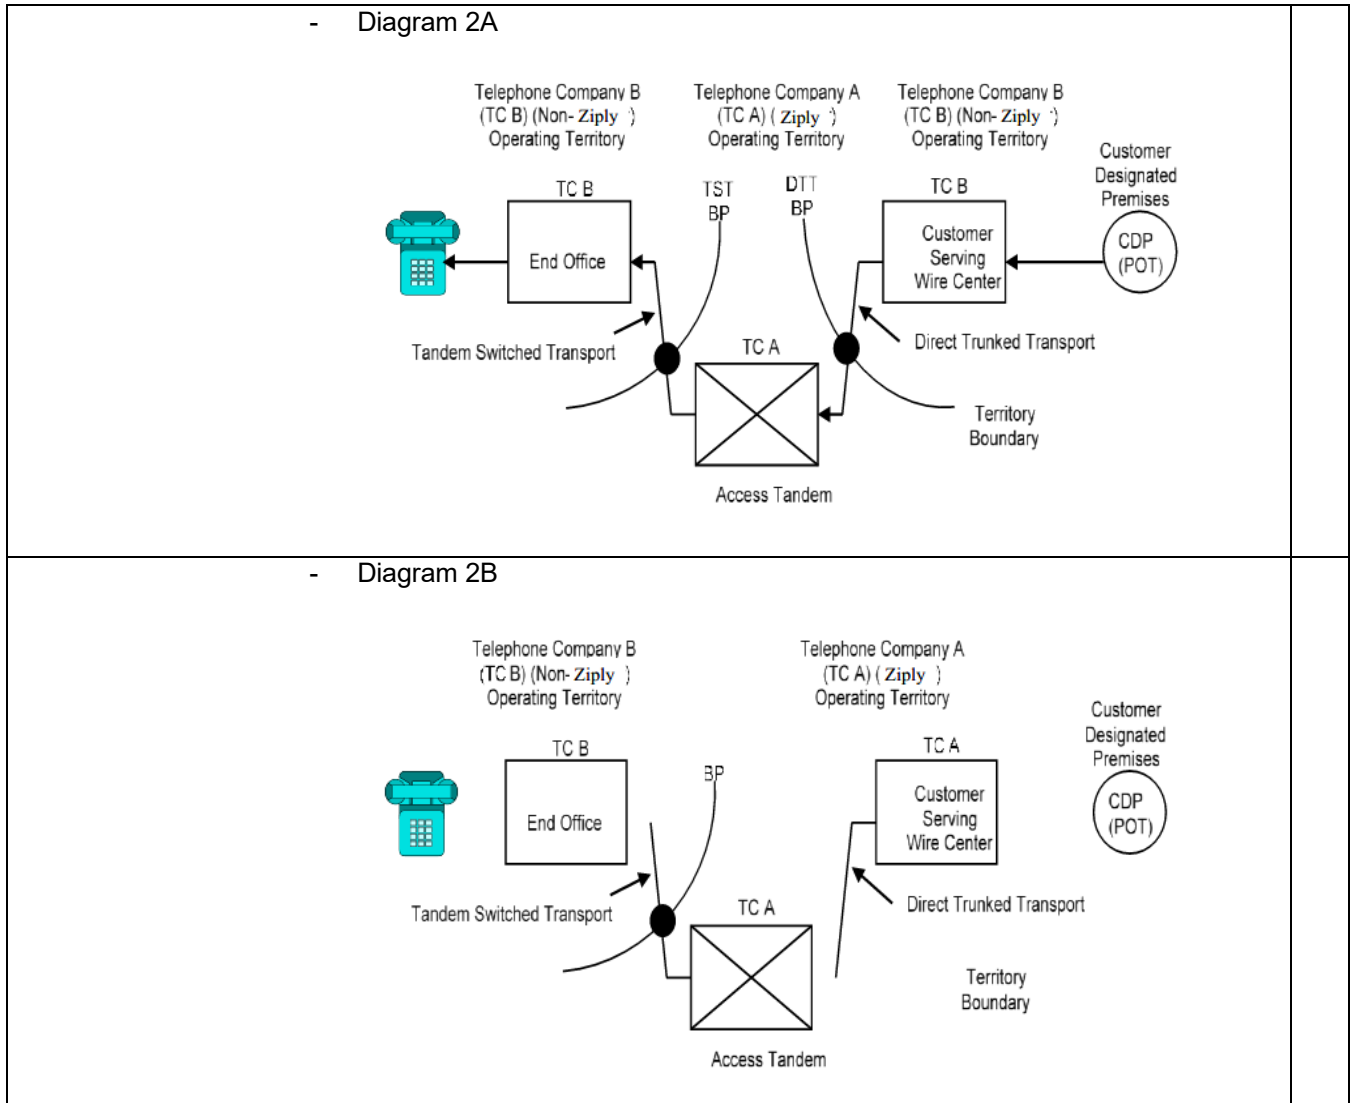 - Diagram 2A
Telephone Company B
(TC B) (Non- Ziply )
Operating Territory
Telephone Company A
(TC A) ( Ziply )
Operating Territory
Telephone Company B
(TC B) (Non- Ziply )
Operating Territory
Customer
Designated
Premises
TC B
TST
BP
DTT
BP
TC B
End Office
Customer
Serving
Wire Center
CDP
(POT)
Tandem Switched Transport
TC A
Direct Trunked Transport
Territory
Boundary
Access Tandem
- Diagram 2B
Telephone Company B
(TC B) (Non- Ziply )
Operating Territory
Telephone Company A
(TC A) ( Ziply )
Operating Territory
Customer
Designated
Premises
TC B
BP
TC A
End Office
Customer
Serving
Wire Center
CDP
(POT)
Tandem Switched Transport
TC A
Direct Trunked Transport
Territory
Boundary
Access Tandem